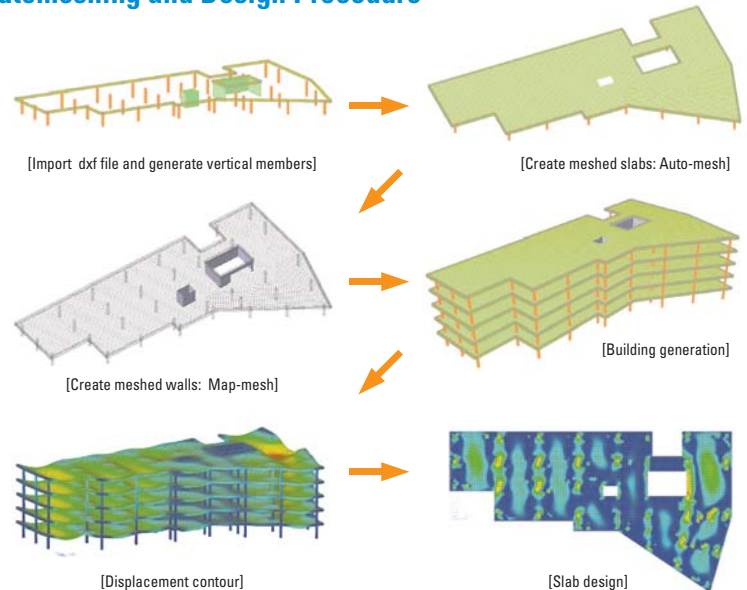 and Design Procedure
[Import dxf file and generate vertical members]
[Create meshed slabs: Auto-mesh]
[Create meshed walls: Map-mesh]
[Building generation]
[Displacement contour]
[Slab design]